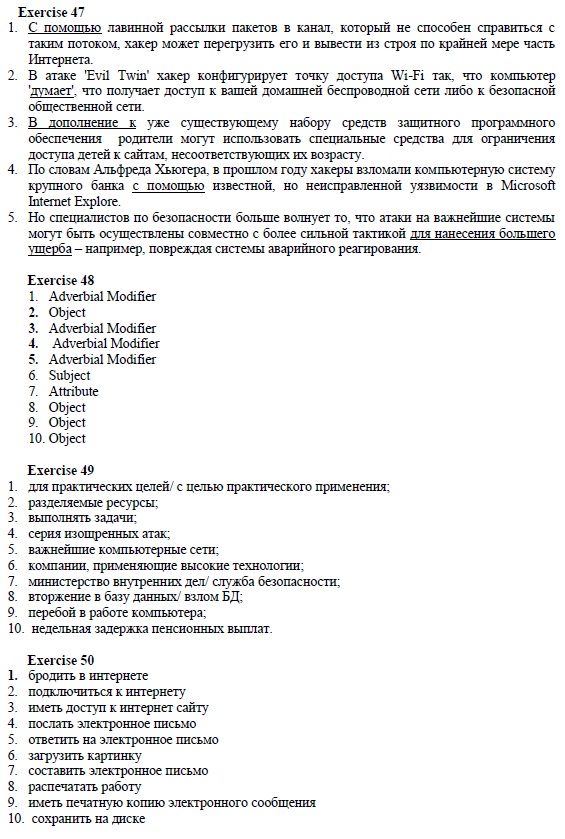 Exercise 47
1. С помощью лавинной рассылки пакетов в канал, который не способен справиться с
таким потоком, хакер может перегрузить его и вывести из строя по крайней мере часть
Интернета.
2. В атаке 'Evil Twin' хакер конфигурирует точку доступа Wi-Fi так, что компьютер
'думает', что получает доступ к вашей домашней беспроводной сети либо к безопасной
общественной сети.
3. В дополнение к уже существующему набору средств защитного программного
обеспечения родители могут использовать специальные средства для ограничения
доступа детей к сайтам, несоответствующих их возрасту.
4. По словам Альфреда Хьюгера, в прошлом году хакеры взломали компьютерную систему
крупного банка с помощью известной, но неисправленной уязвимости в Microsoft
Internet Explore.
5. Но специалистов по безопасности больше волнует то, что атаки на важнейшие системы
могут быть осуществлены совместно с более сильной тактикой для нанесения большего
ущерба – например, повреждая системы аварийного реагирования.
Exercise 48
1. Adverbial Modifier
2. Object
3. Adverbial Modifier
4. Adverbial Modifier
5. Adverbial Modifier
6. Subject
7. Attribute
8. Object
9. Object
10. Object
Exercise 49
1. для практических целей/ с целью практического применения;
2. разделяемые ресурсы;
3. выполнять задачи;
4. серия изощренных атак;
5. важнейшие компьютерные сети;
6. компании, применяющие высокие технологии;
7. министерство внутренних дел/ служба безопасности;
8. вторжение в базу данных/ взлом БД;
9. перебой в работе компьютера;
10. недельная задержка пенсионных выплат.
Exercise 50
1. бродить в интернете
2. подключиться к интернету
3. иметь доступ к интернет сайту
4. послать электронное письмо
5. ответить на электронное письмо
6. загрузить картинку
7. составить электронное письмо
8. распечатать работу
9. иметь печатную копию электронного сообщения
10. сохранить на диске